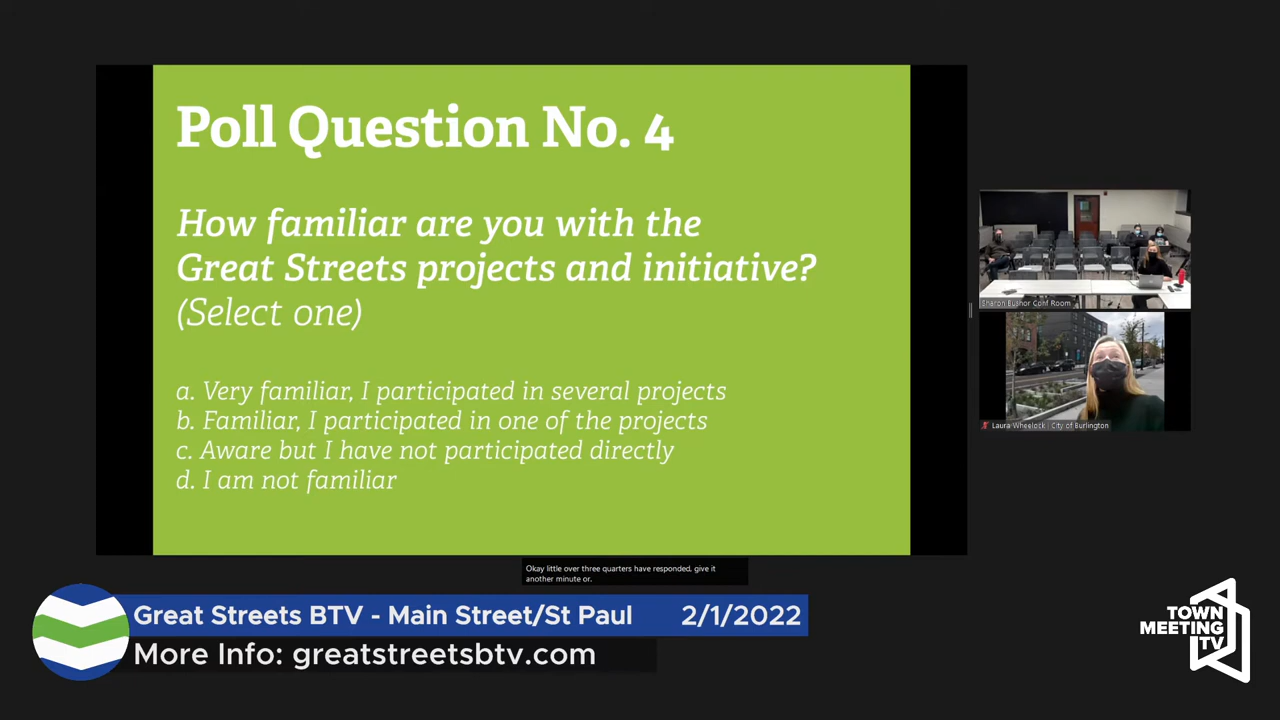 Poll Question No. 4
How familiar are you with the
Great Streets projects and initiative?
(Select one)
a. Very familiar, I participated in several projects
b. Familiar, I participated in one of the projects
c. Aware but I have not participated directly
d. I am not familiar
Sharon Bushor Conf Room
Laura Wheelock | City of Burlington
Okay little over three quarters have responded, give it
another minute or.
Great Streets BTV - Main Street/St Paul 2/1/2022
More Info: greatstreetsbtv.com
TOWN
MEETING
TV